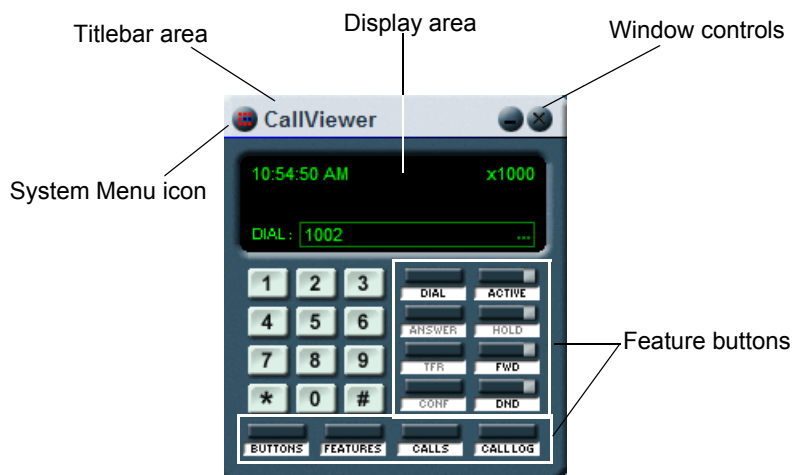 Titlebar area
Display area
Window controls
CallViewer
System Menu icon
10:54:50 AM x1000
DIAL: 1002 ...
1 2 3 DIAL ACTIVE
4 5 6 ANSWER HOLD
7 8 9 TFR FWD
Feature buttons
* 0 # CONF DND
BUTTONS FEATURES CALLS CALL LOG